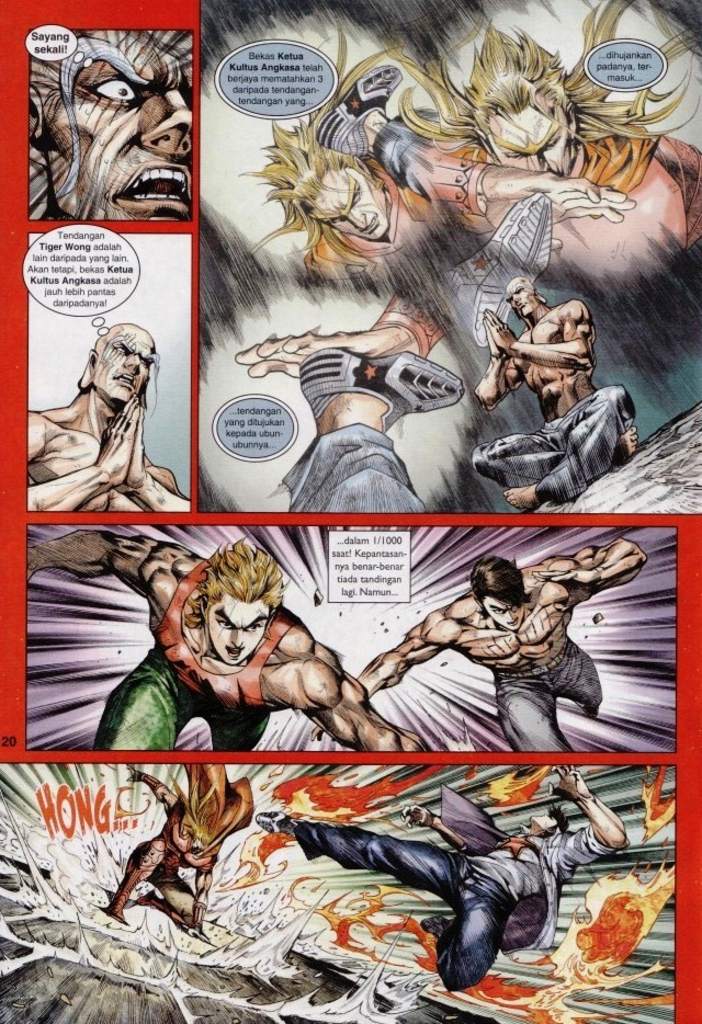 Sayang
sekali!
Tendangan
Tiger Wong adalah
lain daripada yang lain.
Akan tetapi, bekas Ketua
Kultus Angkasa adalah
jauh lebih pantas
daripadanya!
Bekas Ketua
Kultus Angkasa telah
berjaya mematahkan 3
daripada tendangan-
tendangan yang...
...dihujankan
padanya, ter-
masuk...
...tendangan
yang ditujukan
kepada ubun-
ubunnya...
...dalam 1/1000
saat! Kepantasan-
nya benar-benar
tiada tandingan
lagi. Namun...
20
HONG